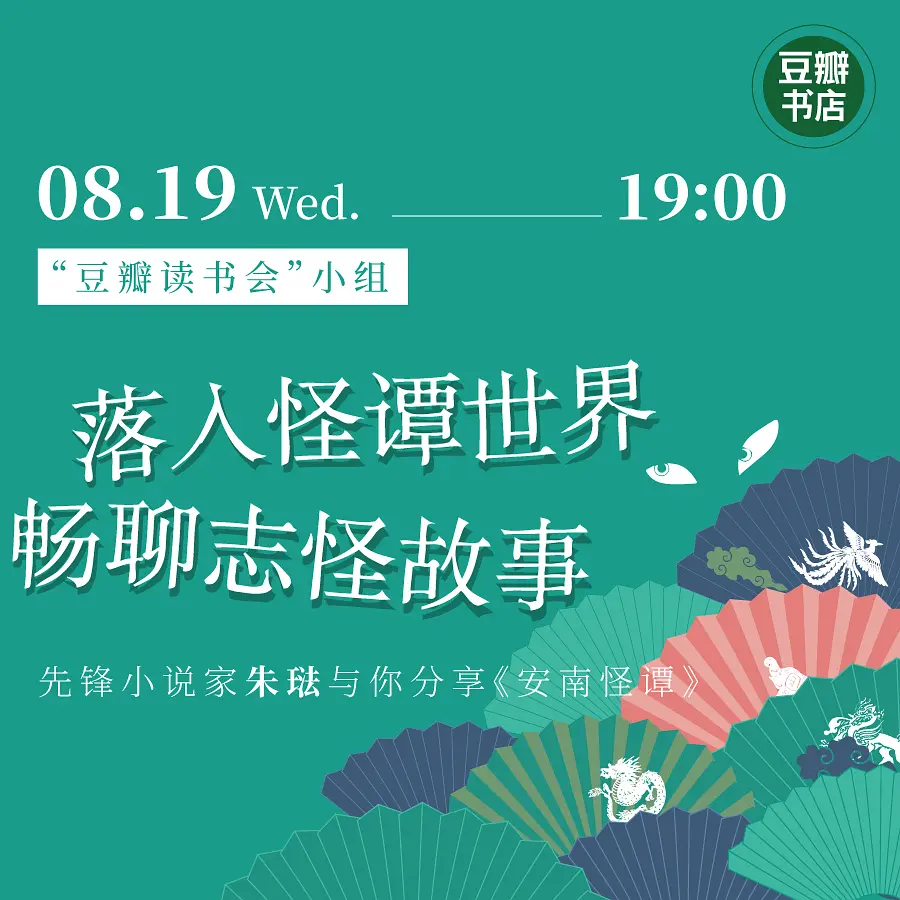 豆瓣
书店
08.19 Wed. 19:00
“豆瓣读书会”小组
落入怪谭世界
畅聊志怪故事
先锋小说家朱琺与你分享《安南怪谭》